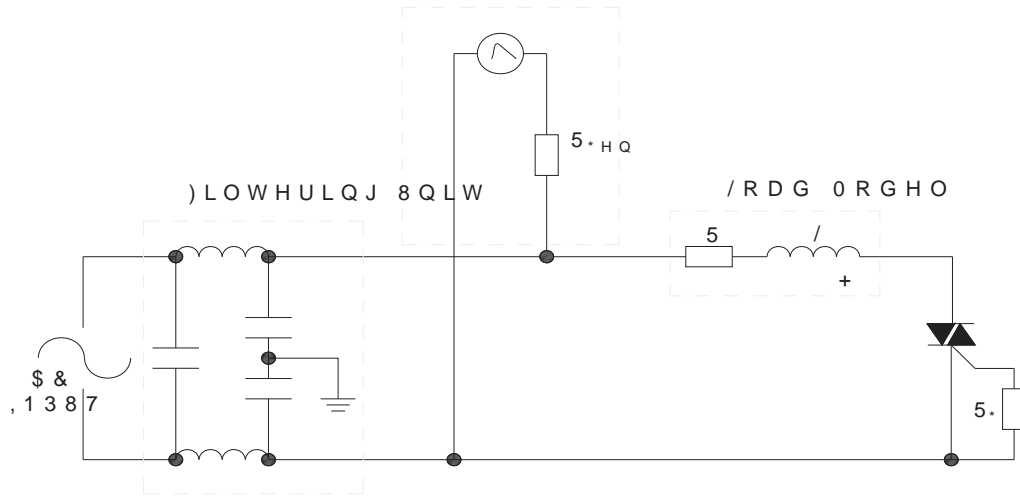 5*HQ
)LOWHULQJ 8QLW
/RDG 0RGHO
5
/
+
$ &
,1387
5*